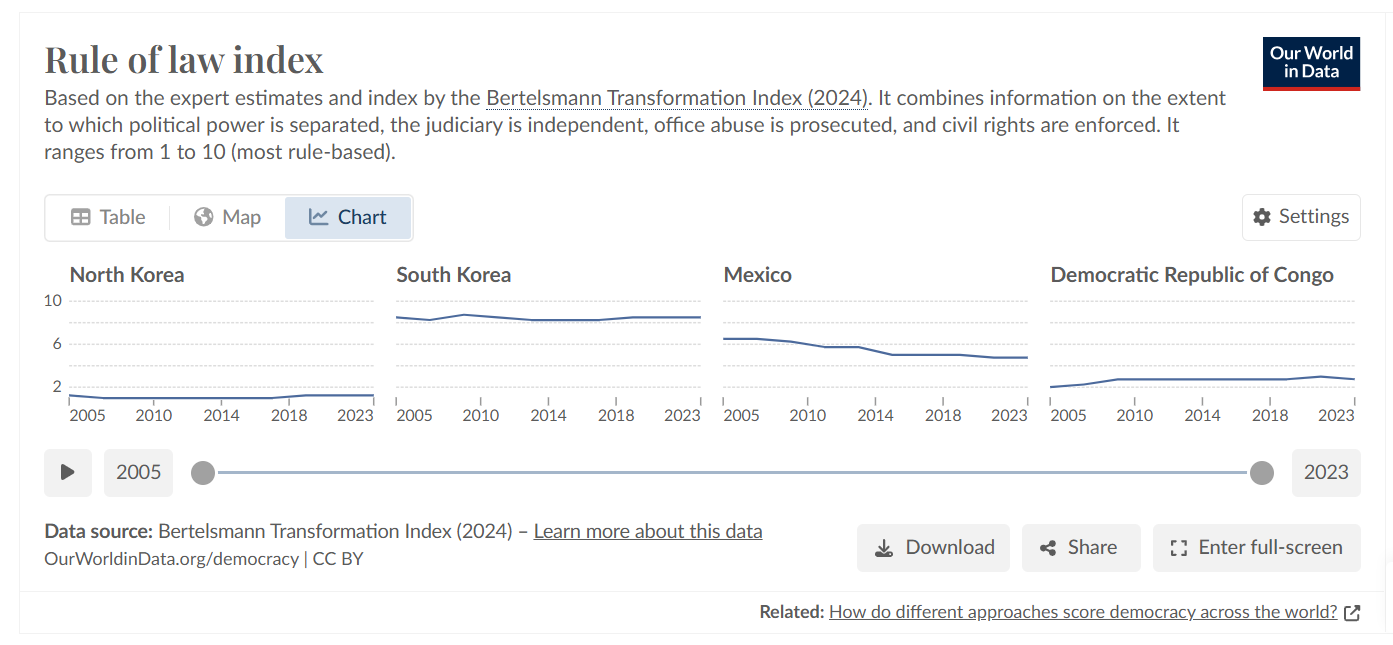 Rule of law index
Our World
in Data
Based on the expert estimates and index by the Bertelsmann Transformation Index (2024). It combines information on the extent
to which political power is separated, the judiciary is independent, office abuse is prosecuted, and civil rights are enforced. It
ranges from 1 to 10 (most rule-based).
Table Map Chart
Settings
North Korea South Korea Mexico Democratic Republic of Congo
10
6
2
2005 2010 2014 2018 2023 2005 2010 2014 2018 2023 2005 2010 2014 2018 2023 2005 2010 2014 2018 2023
2005 2023
Data source: Bertelsmann Transformation Index (2024) – Learn more about this data
OurWorldinData.org/democracy | CC BY
Download Share Enter full-screen
Related: How do different approaches score democracy across the world?